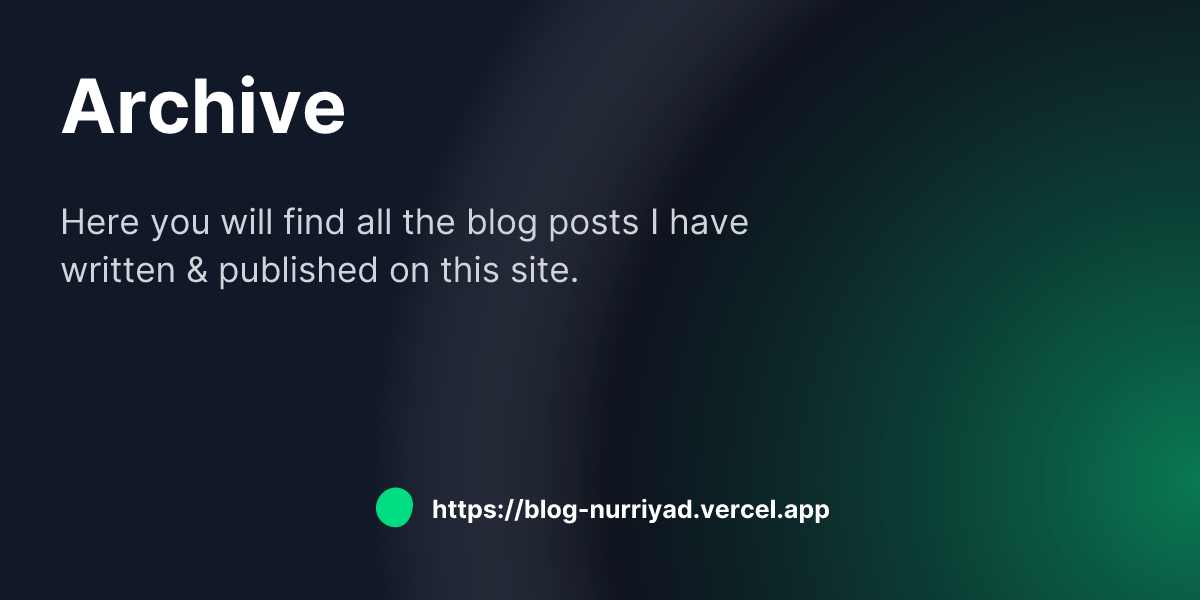 Archive
Here you will find all the blog posts I have
written & published on this site.
https://blog-nurriyad.vercel.app